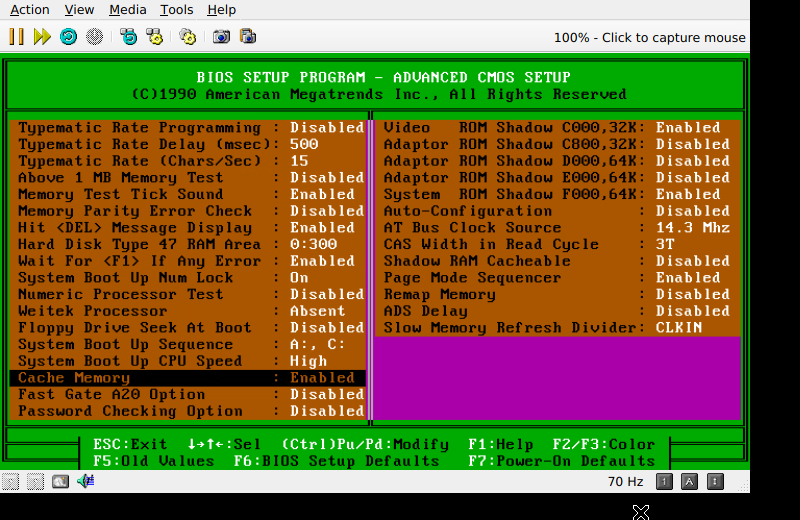 Action View Media Tools Help
100% - Click to capture mouse
BIOS SETUP PROGRAM - ADVANCED CMOS SETUP
(C)1990 American Megatrends Inc., All Rights Reserved
Typematic Rate Programming : Disabled
Typematic Rate Delay (msec): 500
Typematic Rate (Chars/Sec) : 15
Above 1 MB Memory Test : Disabled
Memory Test Tick Sound : Enabled
Memory Parity Error Check : Disabled
Hit <DEL> Message Display : Enabled
Hard Disk Type 47 RAM Area : 0:300
Wait For <F1> If Any Error : Enabled
System Boot Up Num Lock : On
Numeric Processor Test : Disabled
Weitek Processor : Absent
Floppy Drive Seek At Boot : Disabled
System Boot Up Sequence : A:, C:
System Boot Up CPU Speed : High
Cache Memory : Enabled
Fast Gate A20 Option : Disabled
Password Checking Option : Disabled
Video ROM Shadow C000,32K: Enabled
Adaptor ROM Shadow C800,32K: Disabled
Adaptor ROM Shadow D000,64K: Disabled
Adaptor ROM Shadow E000,64K: Disabled
System ROM Shadow F000,64K: Enabled
Auto-Configuration : Disabled
AT Bus Clock Source : 14.3 Mhz
CAS Width in Read Cycle : 3T
Shadow RAM Cacheable : Disabled
Page Mode Sequencer : Enabled
Remap Memory : Disabled
ADS Delay : Disabled
Slow Memory Refresh Divider: CLKIN
ESC:Exit ↓→↑←:Sel (Ctrl)Pu/Pd:Modify F1:Help F2/F3:Color
F5:Old Values F6:BIOS Setup Defaults F7:Power-On Defaults
70 Hz 1 A